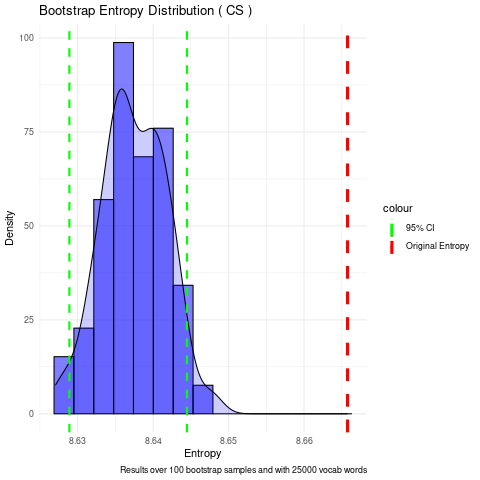 Bootstrap Entropy Distribution ( CS )
100
75
50
25
0
Density
8.63
8.64
8.65
8.66
Entropy
colour
95% CI
Original Entropy
Results over 100 bootstrap samples and with 25000 vocab words